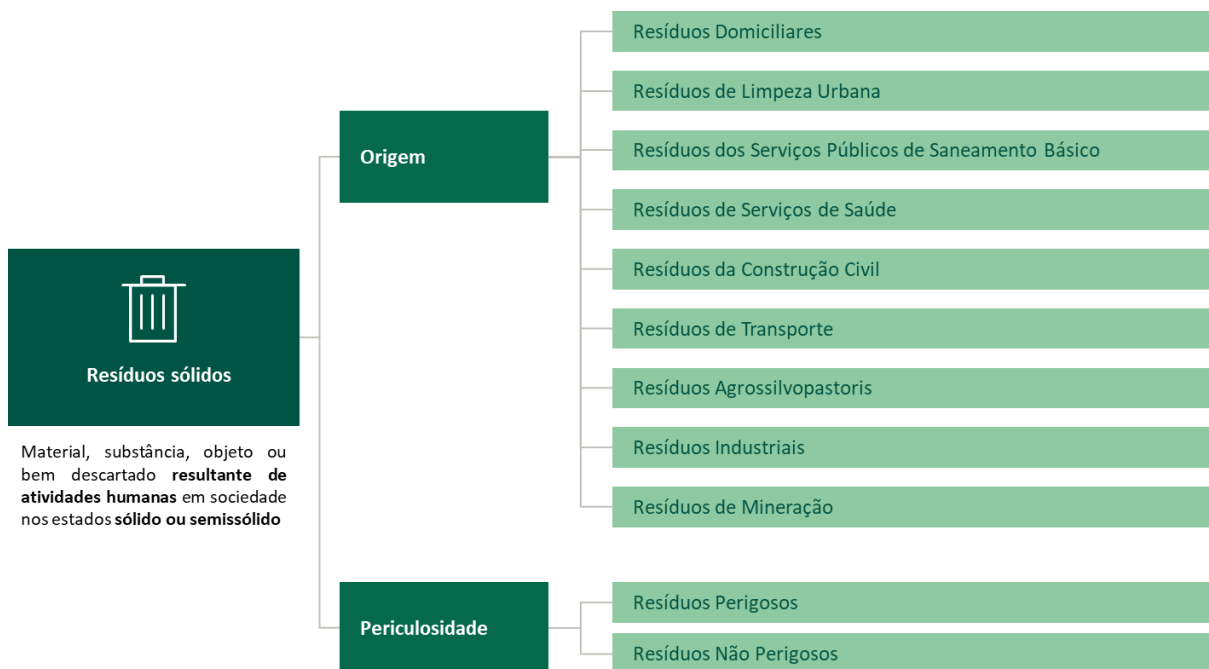 Resíduos sólidos
Material, substância, objeto ou
bem descartado resultante de
atividades humanas em sociedade
nos estados sólido ou semissólido
Origem
Resíduos Domiciliares
Resíduos de Limpeza Urbana
Resíduos dos Serviços Públicos de Saneamento Básico
Resíduos de Serviços de Saúde
Resíduos da Construção Civil
Resíduos de Transporte
Resíduos Agrossilvopastoris
Resíduos Industriais
Resíduos de Mineração
Periculosidade
Resíduos Perigosos
Resíduos Não Perigosos